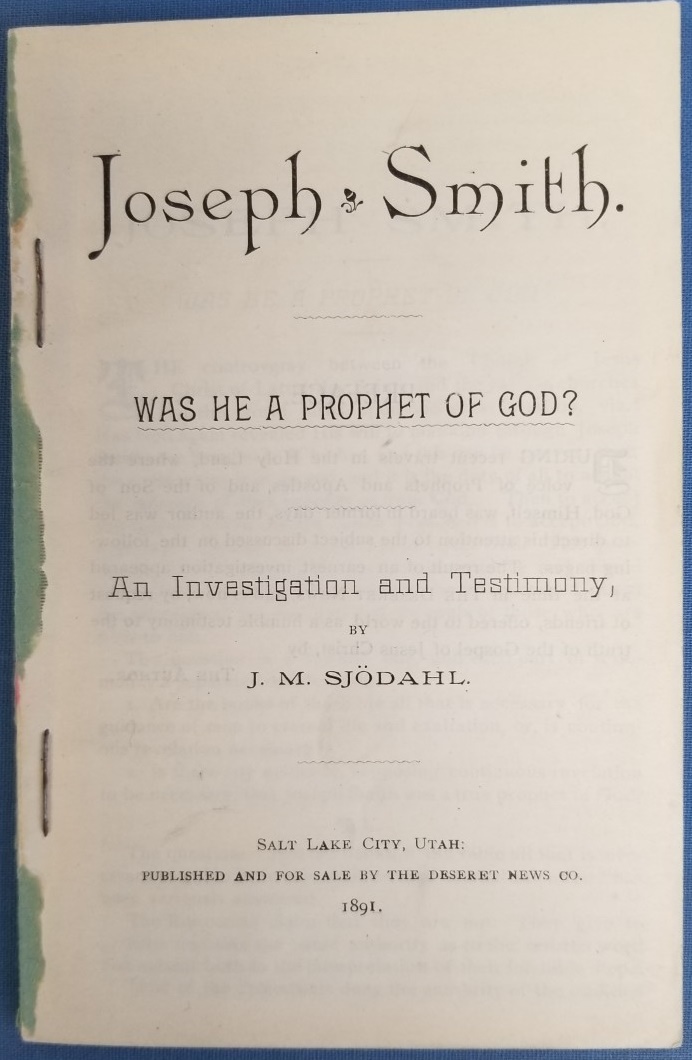 Joseph Smith.
WAS HE A PROPHET OF GOD?
An Investigation and Testimony,
BY
J. M. SJÖDAHL.
SALT LAKE CITY, UTAH:
PUBLISHED AND FOR SALE BY THE DESERET NEWS CO.
1891.